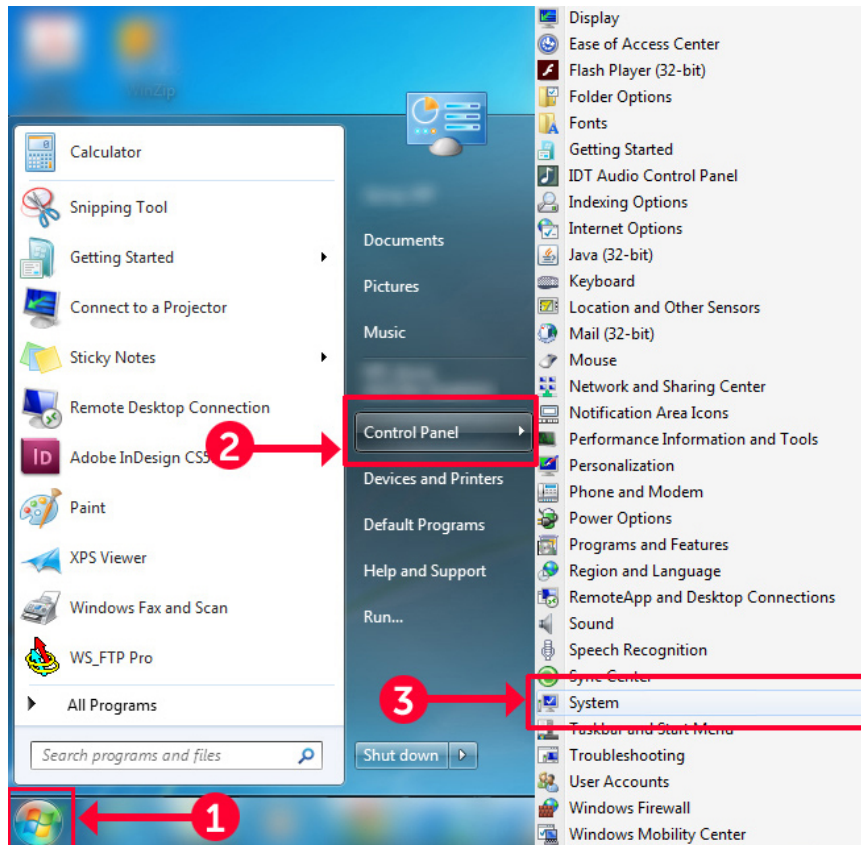 WinZip
Calculator
Snipping Tool
Getting Started
Connect to a Projector
Sticky Notes
Remote Desktop Connection
ID
Adobe InDesign CS5
Paint
XPS Viewer
Windows Fax and Scan
WS_FTP Pro
All Programs
Search programs and files
1
Documents
Pictures
Music
2
Control Panel
Devices and Printers
Default Programs
Help and Support
Run...
Shut down
3
Display
Ease of Access Center
Flash Player (32-bit)
Folder Options
Fonts
Getting Started
IDT Audio Control Panel
Indexing Options
Internet Options
Java (32-bit)
Keyboard
Location and Other Sensors
Mail (32-bit)
Mouse
Network and Sharing Center
Notification Area Icons
Performance Information and Tools
Personalization
Phone and Modem
Power Options
Programs and Features
Region and Language
RemoteApp and Desktop Connections
Sound
Speech Recognition
Sync Center
System
Taskbar and Start Menu
Troubleshooting
User Accounts
Windows Firewall
Windows Mobility Center